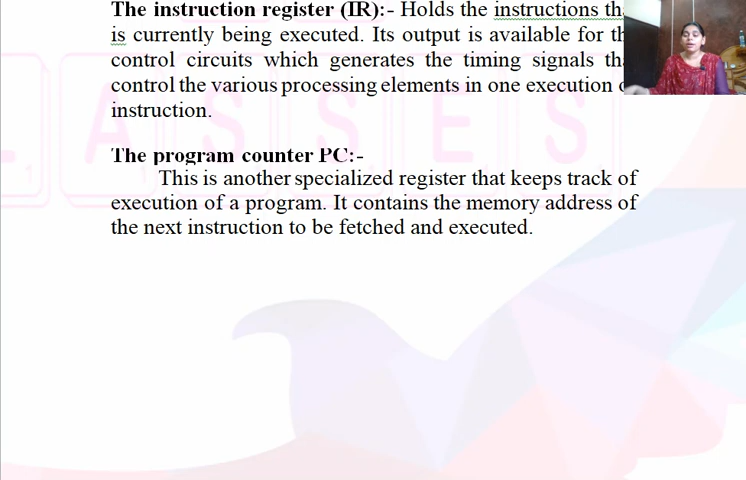 The instruction register (IR):- Holds the instructions
is currently being executed. Its output is available for
control circuits which generates the timing signals
control the various processing elements in one execution
instruction.
The program counter PC:-
This is another specialized register that keeps track of
execution of a program. It contains the memory address of
the next instruction to be fetched and executed.
ASSES